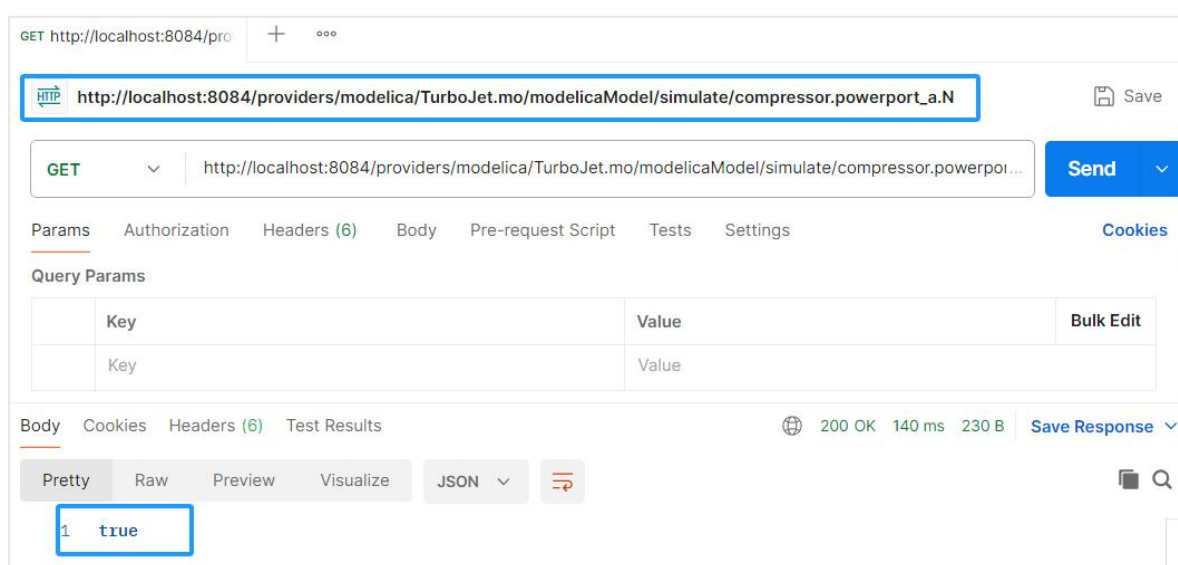 GET http://localhost:8084/pro
HTTP http://localhost:8084/providers/modelica/TurboJet.mo/modelicaModel/simulate/compressor.powerport_a.N Save
GET http://localhost:8084/providers/modelica/TurboJet.mo/modelicaModel/simulate/compressor.powerpor... Send
Params Authorization Headers (6) Body Pre-request Script Tests Settings Cookies
Query Params
Key Value Bulk Edit
Key Value
Body Cookies Headers (6) Test Results 200 OK 140 ms 230 B Save Response
Pretty Raw Preview Visualize JSON
1 true